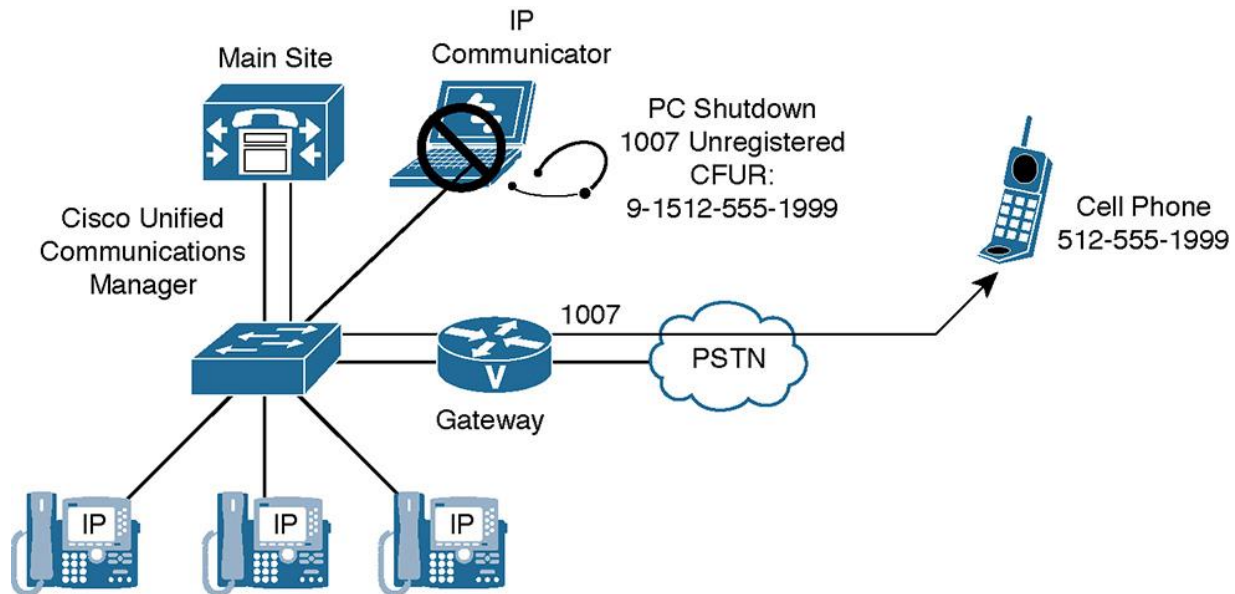 IP
Communicator
Main Site
PC Shutdown
1007 Unregistered
CFUR:
9-1512-555-1999
Cell Phone
512-555-1999
Cisco Unified
Communications
Manager
1007
PSTN
V
Gateway
IP
IP
IP